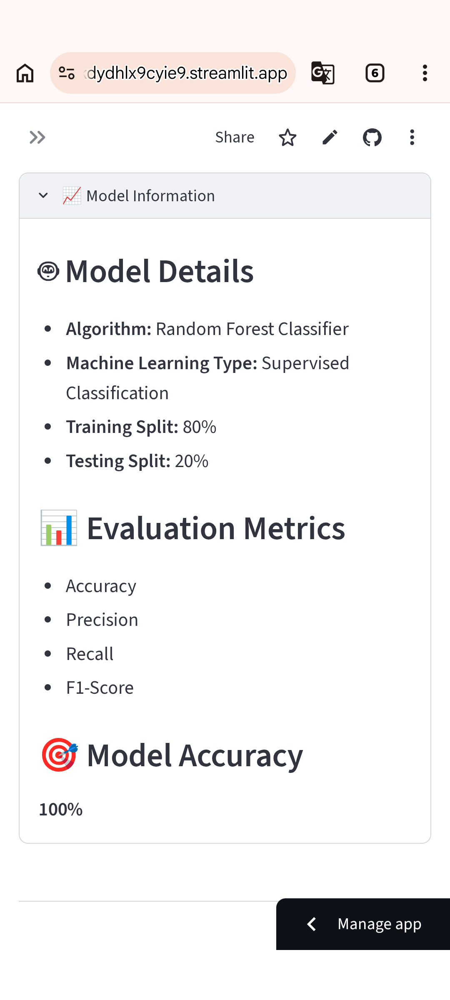 dydhlx9cyie9.streamlit.app
6
Share
Model Information
Model Details
Algorithm: Random Forest Classifier
Machine Learning Type: Supervised
Classification
Training Split: 80%
Testing Split: 20%
Evaluation Metrics
Accuracy
Precision
Recall
F1-Score
Model Accuracy
100%
Manage app